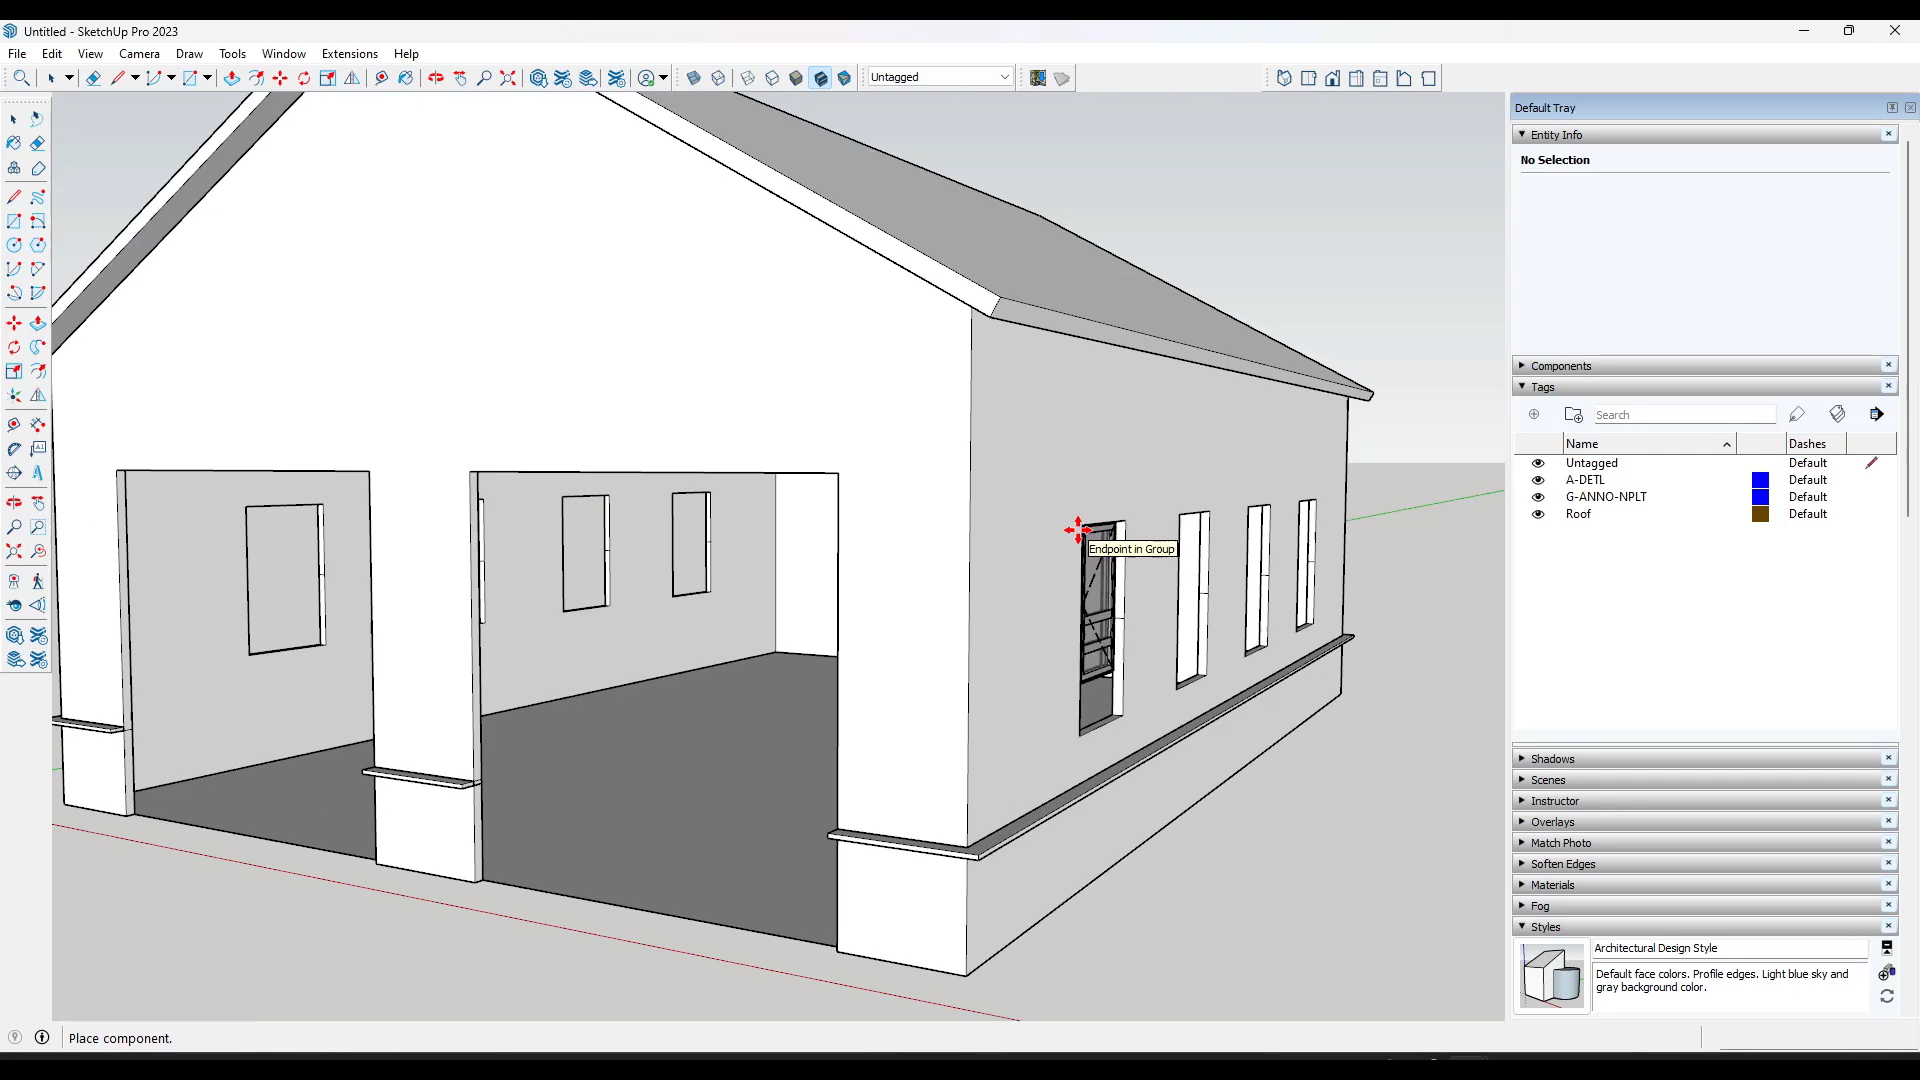 Untitled - SketchUp Pro 2023
File Edit View Camera Draw Tools Window Extensions Help
Untagged
Default Tray
Entity Info
No Selection
Components
Tags
Search
Name Dashes
Untagged Default
A-DETL Default
G-ANNO-NPLT Default
Roof Default
Endpoint in Group
Shadows
Scenes
Instructor
Overlays
Match Photo
Soften Edges
Materials
Fog
Styles
Architectural Design Style
Default face colors. Profile edges. Light blue sky and
gray background color.
Place component.